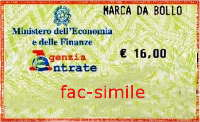 MARCA DA BOLLO
Ministero dell'Economia
e delle Finanze
€ 16,00
Agenzia
Entrate
fac-simile